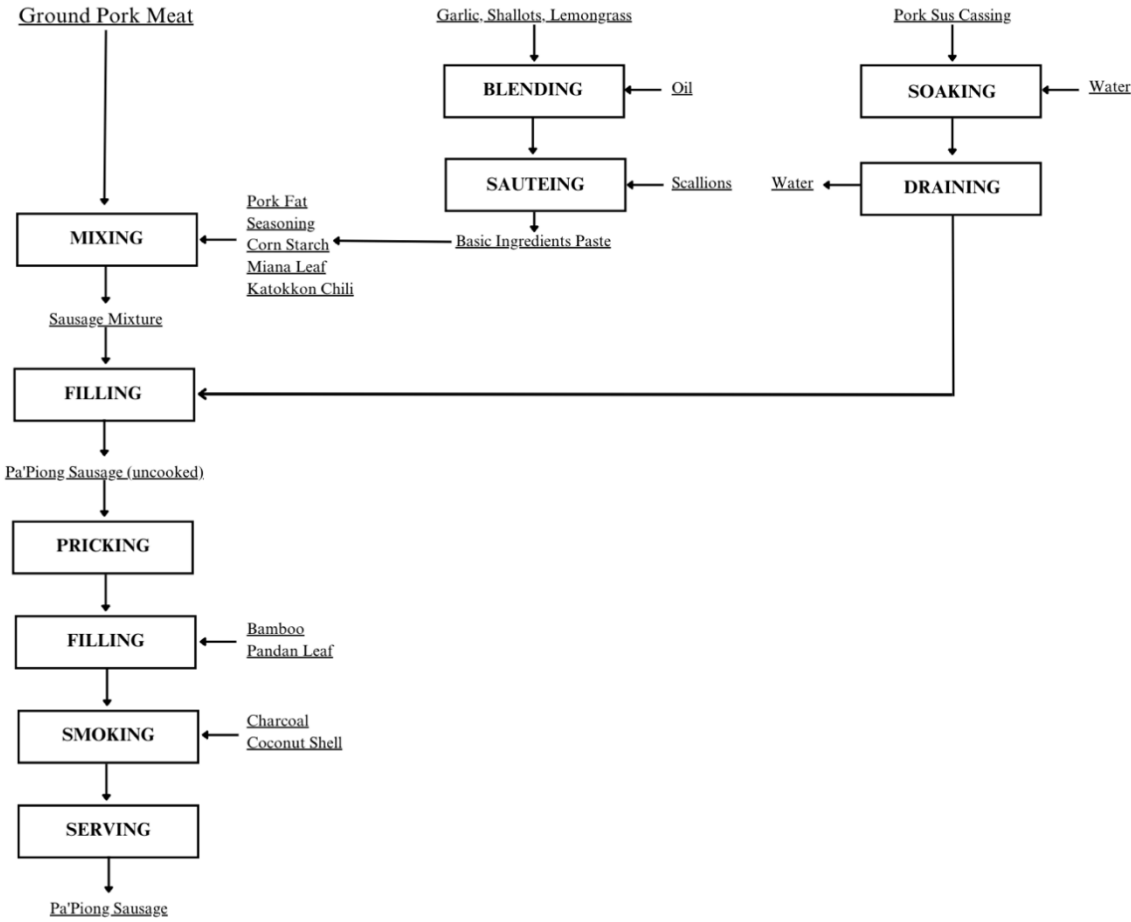 Ground Pork Meat
Garlic, Shallots, Lemongrass
Pork Sus Cassing
BLENDING
Oil
SOAKING
Water
SAUTEING
Scallions
Water
DRAINING
Basic Ingredients Paste
Pork Fat
Seasoning
Corn Starch
Miana Leaf
Katokkon Chili
MIXING
Sausage Mixture
FILLING
Pa'Piong Sausage (uncooked)
PRICKING
FILLING
Bamboo
Pandan Leaf
SMOKING
Charcoal
Coconut Shell
SERVING
Pa'Piong Sausage